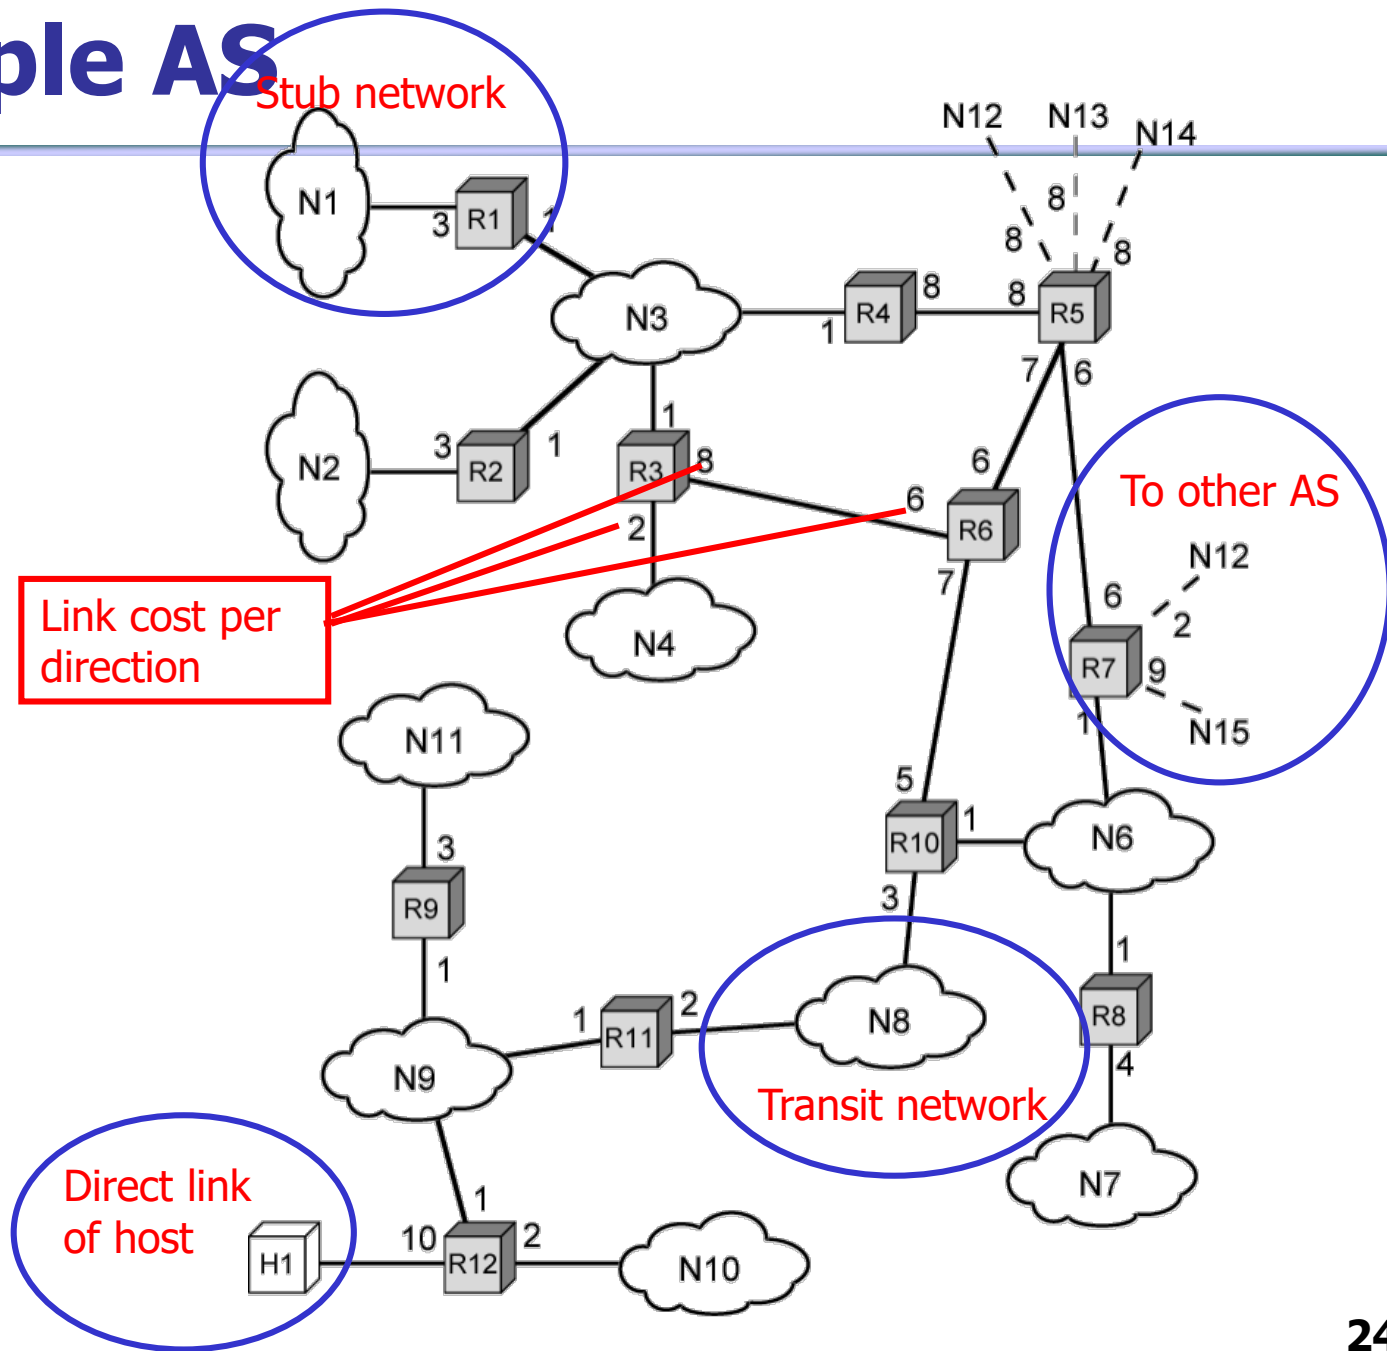 ple AS
Stub network
N12
N13
N14
N1
3
R1
1
8
8
8
N3
1
R4
8
8
R5
7
6
N2
3
R2
1
1
R3
8
2
6
6
R6
7
To other AS
N12
6
2
R7
9
1
N15
Link cost per
direction
N4
N11
3
R9
1
5
R10
1
3
N6
1
R8
4
N7
N9
1
R11
2
N8
Transit network
Direct link
of host
1
H1
10
R12
2
N10
24